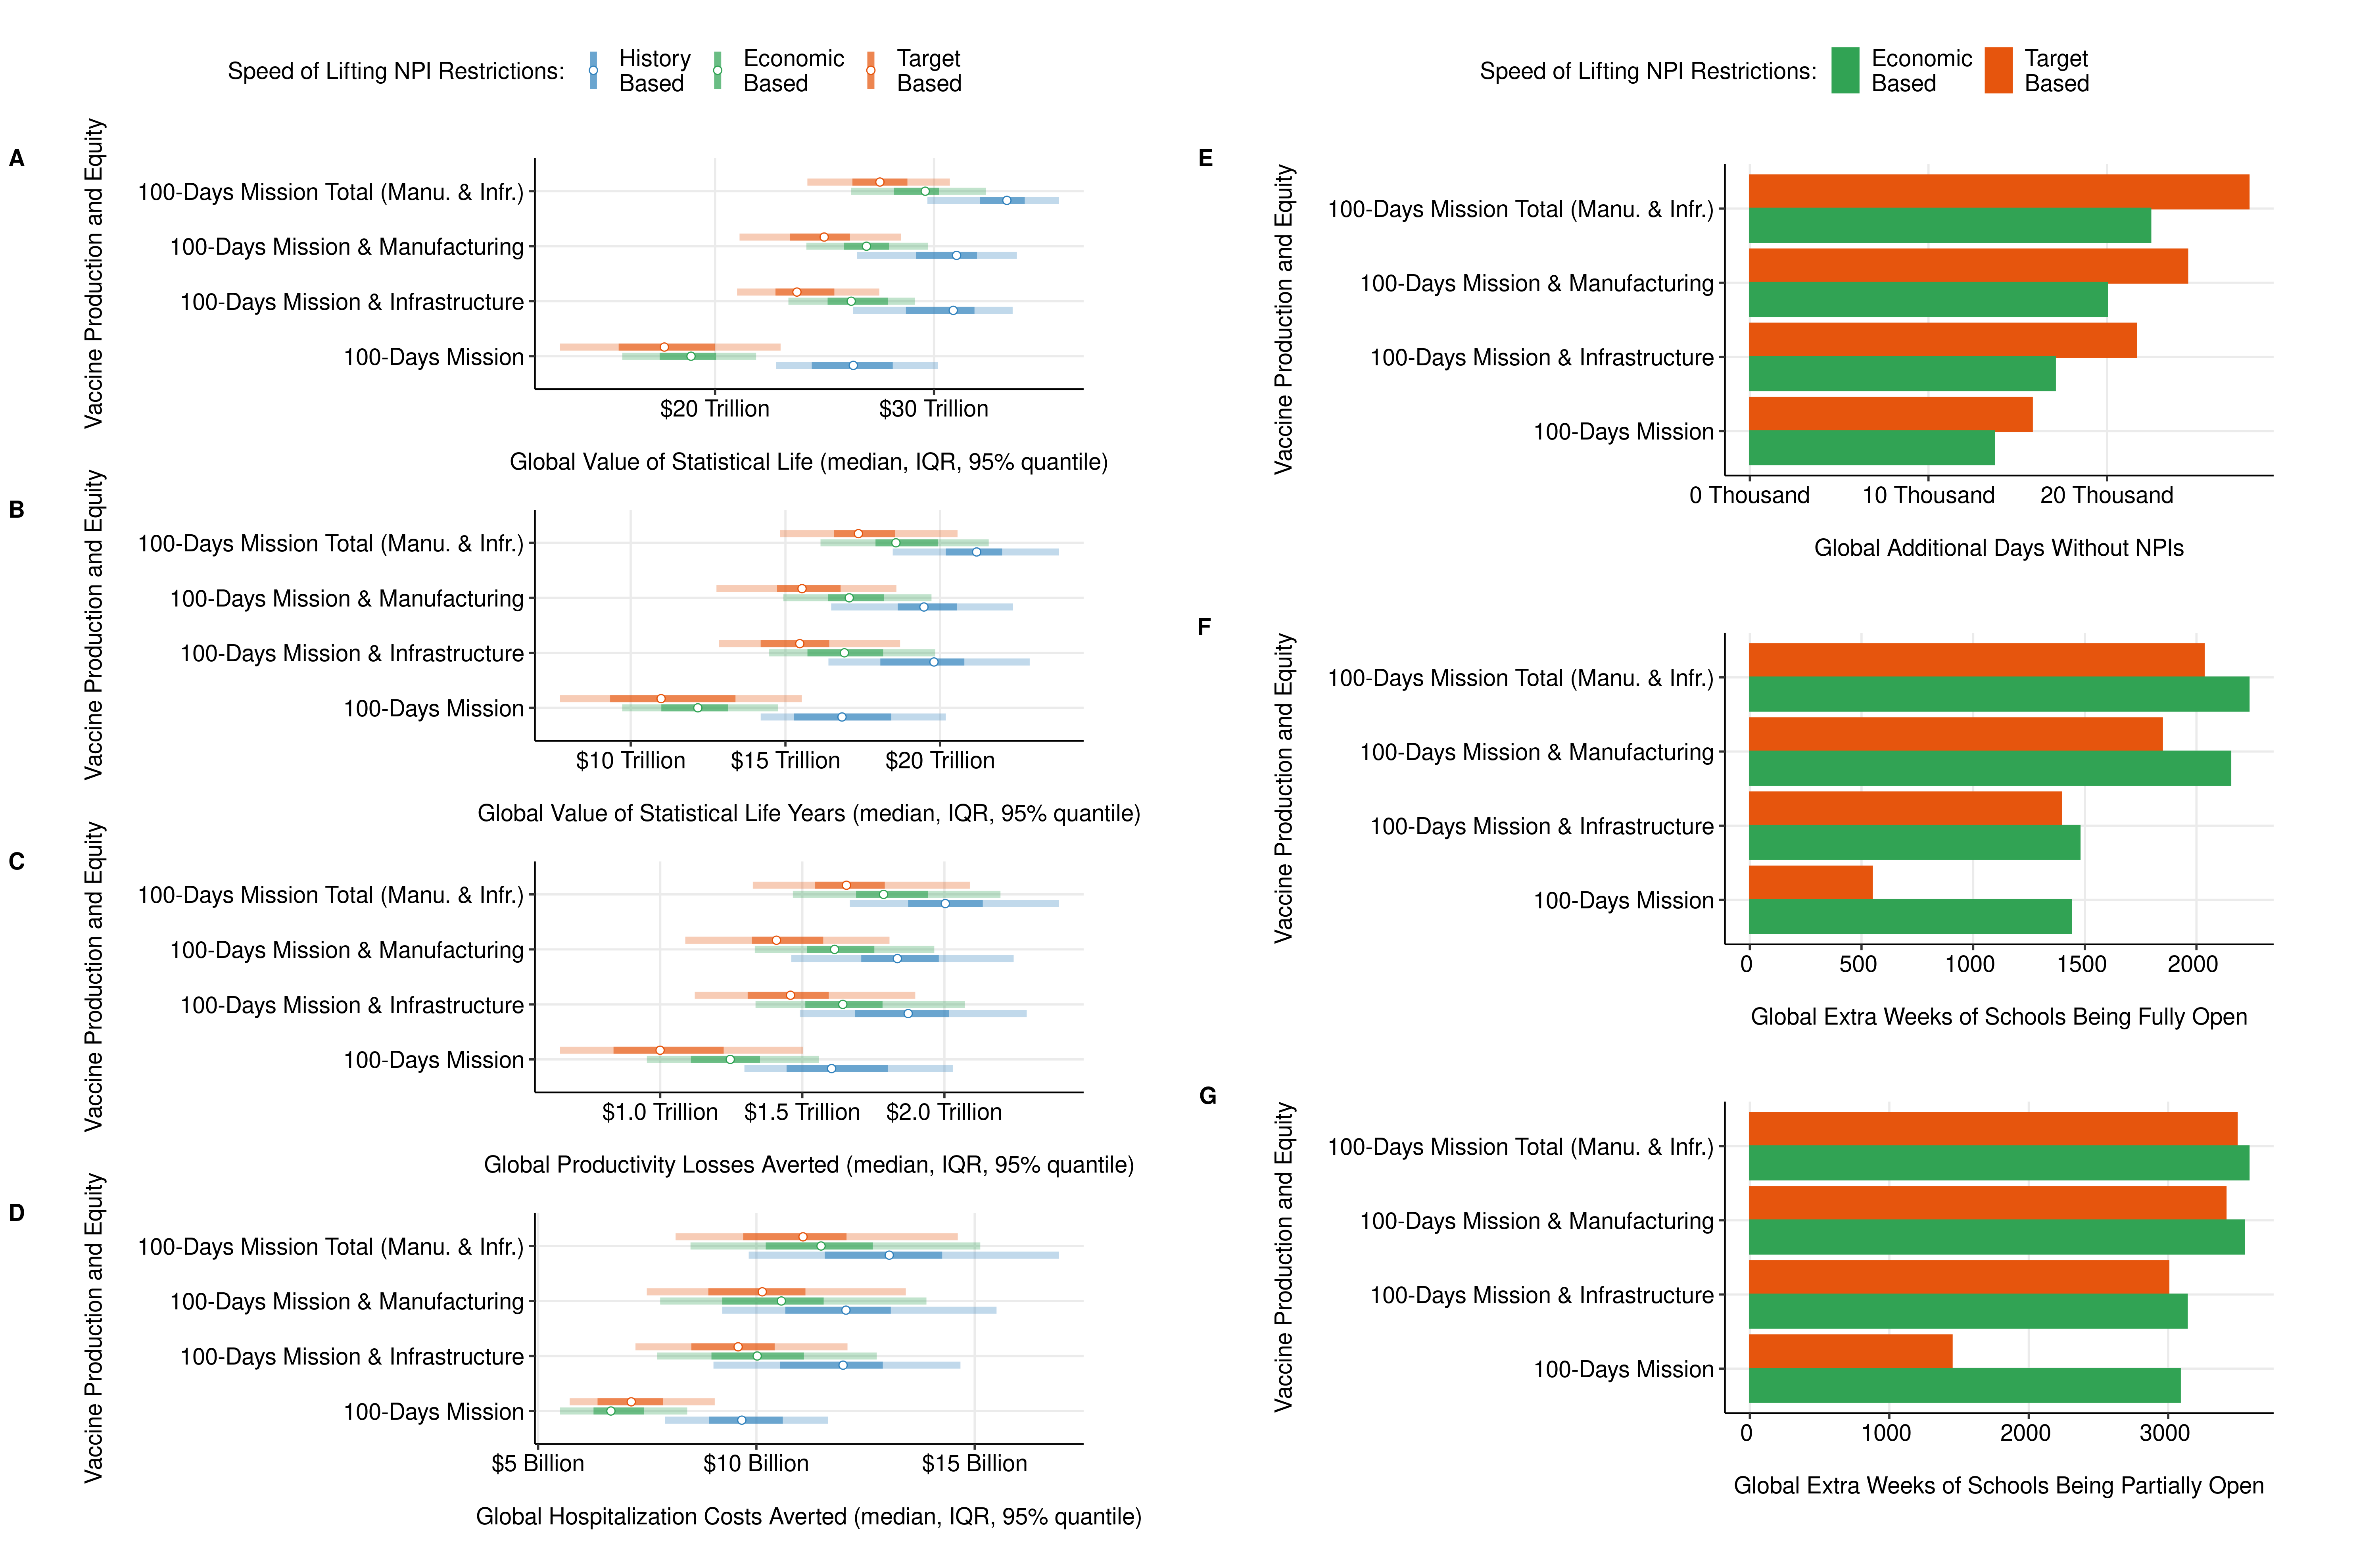 Speed of Lifting NPI Restrictions:
History
Based
Economic
Based
Target
Based
A
Vaccine Production and Equity
100-Days Mission Total (Manu. & Infr.)
100-Days Mission & Manufacturing
100-Days Mission & Infrastructure
100-Days Mission
$20 Trillion
$30 Trillion
Global Value of Statistical Life (median, IQR, 95% quantile)
B
Vaccine Production and Equity
100-Days Mission Total (Manu. & Infr.)
100-Days Mission & Manufacturing
100-Days Mission & Infrastructure
100-Days Mission
$10 Trillion
$15 Trillion
$20 Trillion
Global Value of Statistical Life Years (median, IQR, 95% quantile)
C
Vaccine Production and Equity
100-Days Mission Total (Manu. & Infr.)
100-Days Mission & Manufacturing
100-Days Mission & Infrastructure
100-Days Mission
$1.0 Trillion
$1.5 Trillion
$2.0 Trillion
Global Productivity Losses Averted (median, IQR, 95% quantile)
D
Vaccine Production and Equity
100-Days Mission Total (Manu. & Infr.)
100-Days Mission & Manufacturing
100-Days Mission & Infrastructure
100-Days Mission
$5 Billion
$10 Billion
$15 Billion
Global Hospitalization Costs Averted (median, IQR, 95% quantile)
Speed of Lifting NPI Restrictions:
Economic
Based
Target
Based
E
Vaccine Production and Equity
100-Days Mission Total (Manu. & Infr.)
100-Days Mission & Manufacturing
100-Days Mission & Infrastructure
100-Days Mission
0 Thousand
10 Thousand
20 Thousand
Global Additional Days Without NPIs
F
Vaccine Production and Equity
100-Days Mission Total (Manu. & Infr.)
100-Days Mission & Manufacturing
100-Days Mission & Infrastructure
100-Days Mission
0
500
1000
1500
2000
Global Extra Weeks of Schools Being Fully Open
G
Vaccine Production and Equity
100-Days Mission Total (Manu. & Infr.)
100-Days Mission & Manufacturing
100-Days Mission & Infrastructure
100-Days Mission
0
1000
2000
3000
Global Extra Weeks of Schools Being Partially Open